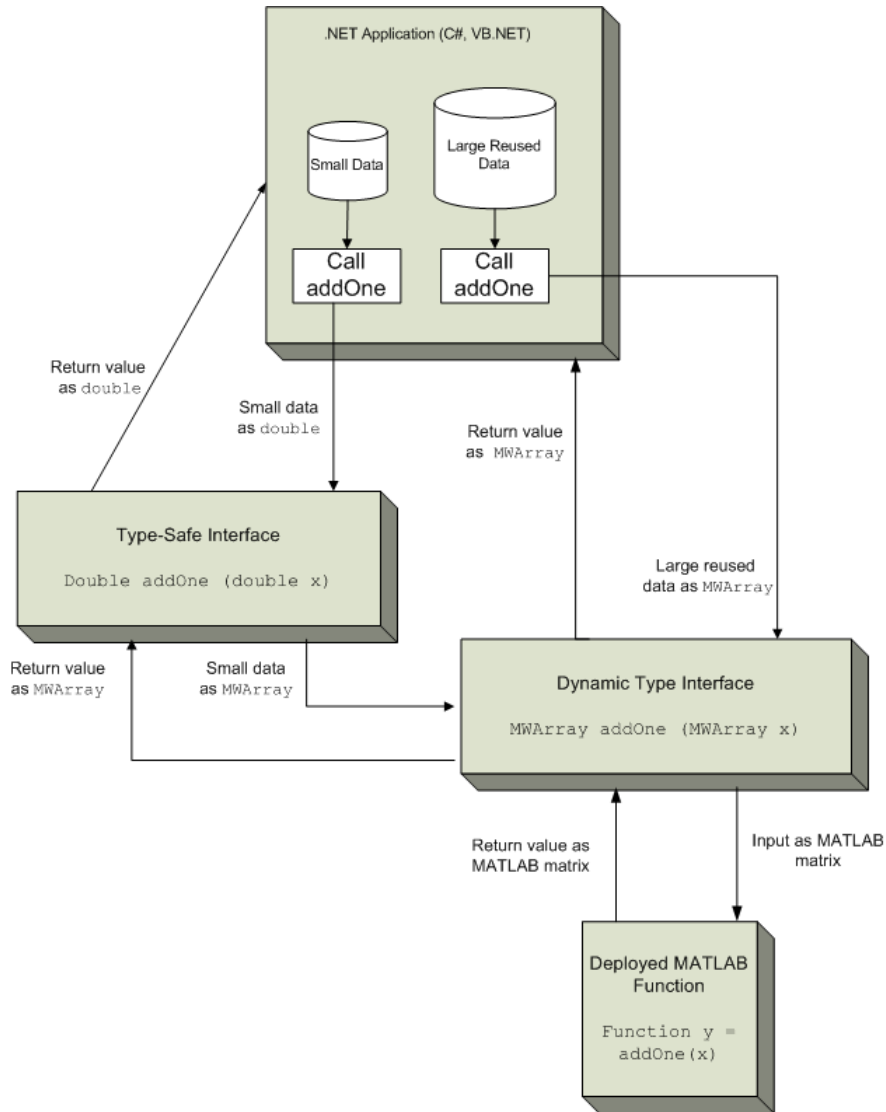 .NET Application (C#, VB.NET)
Small Data
Large Reused
Data
Call
addOne
Call
addOne
Return value
as double
Small data
as double
Return value
as MWArray
Type-Safe Interface
Double addOne (double x)
Large reused
data as MWArray
Return value
as MWArray
Small data
as MWArray
Dynamic Type Interface
MWArray addOne (MWArray x)
Return value as
MATLAB matrix
Input as MATLAB
matrix
Deployed MATLAB
Function
Function y =
addOne(x)